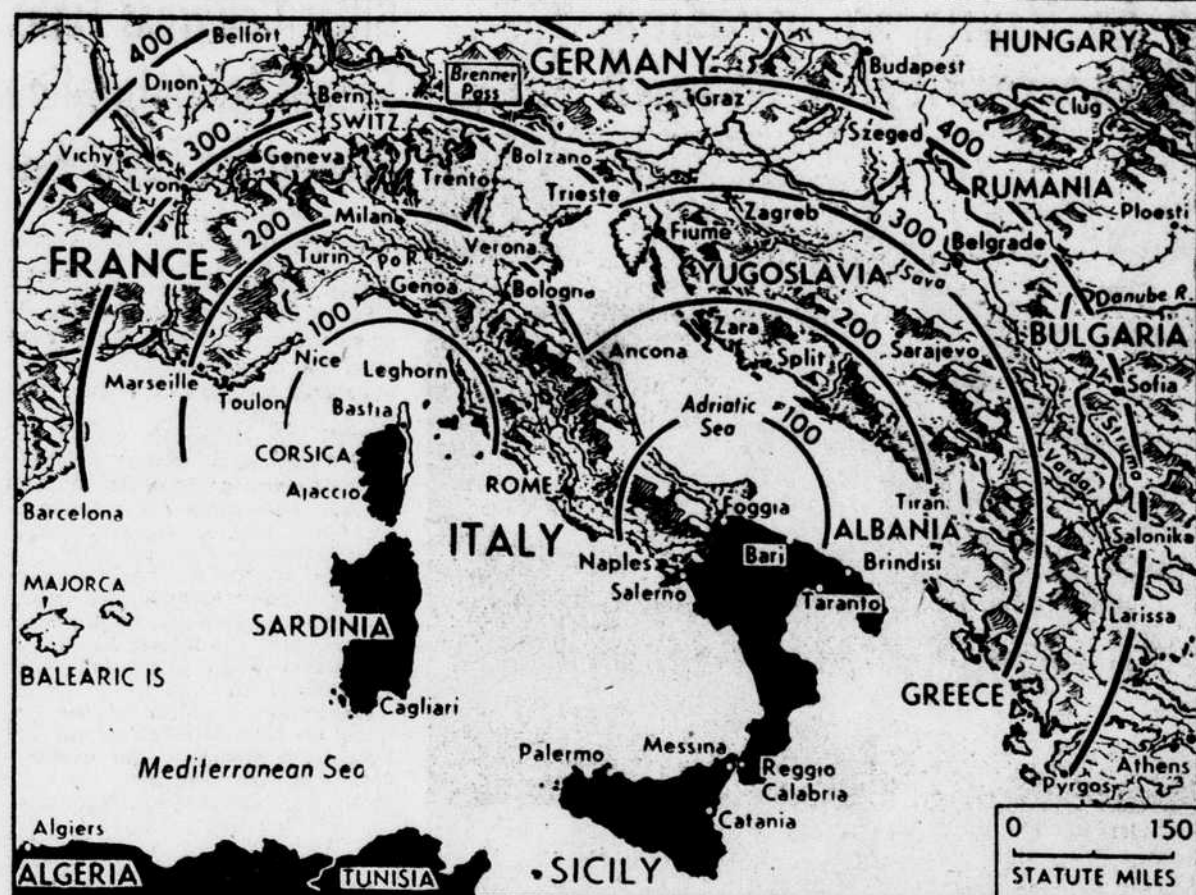 400
Belfort
GERMANY
HUNGARY
Dijon
Brenner
Pass
Budapest
Bern
Graz
Clug
SWITZ
300
Szeged
400
Vichy
Geneva
Bolzano
Lyon
Trento
Trieste
RUMANIA
Milan
Zagreb
Ploesti
200
Verona
Fiume
300
Belgrade
FRANCE
Turin
Po R.
YUGOSLAVIA
Sava
Genoa
Bologna
Danube R.
100
Zara
200
BULGARIA
Nice
Leghorn
Ancona
Split
Sarajevo
Marseille
Sofia
Toulon
Bastia
Adriatic
Sea
100
Struma
CORSICA
Vardar
Ajaccio
ROME
Tiran.
Barcelona
Foggia
ITALY
ALBANIA
Salonika
Bari
Naples
Brindisi
MAJORCA
Salerno
Taranto
Larissa
SARDINIA
BALEARIC IS
GREECE
Cagliari
Palermo
Messina
Mediterranean Sea
Reggio
Calabria
Athens
Pyrgos
Catania
Algiers
0 150
STATUTE MILES
ALGERIA
TUNISIA
SICILY